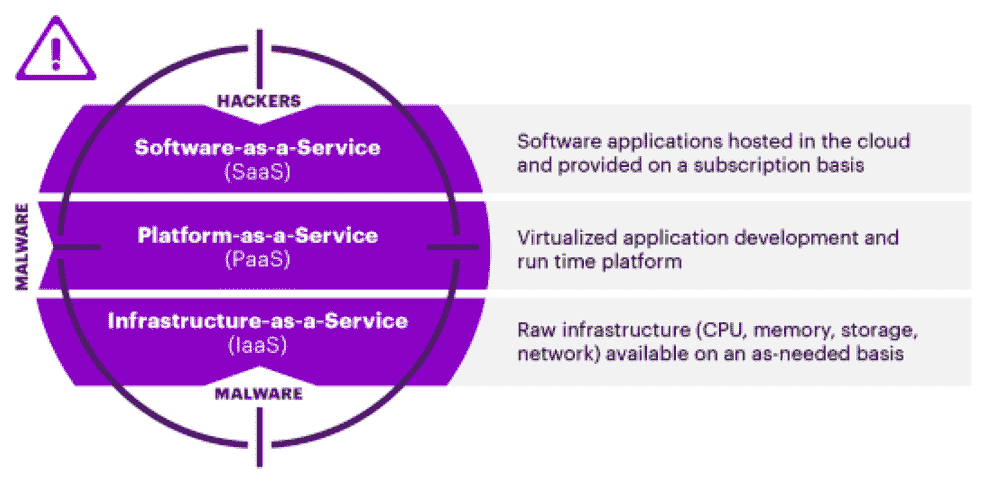 HACKERS
Software-as-a-Service
(SaaS)
Software applications hosted in the cloud
and provided on a subscription basis
MALWARE
Platform-as-a-Service
(PaaS)
Virtualized application development and
run time platform
Infrastructure-as-a-Service
(IaaS)
Raw infrastructure (CPU, memory, storage,
network) available on an as-needed basis
MALWARE